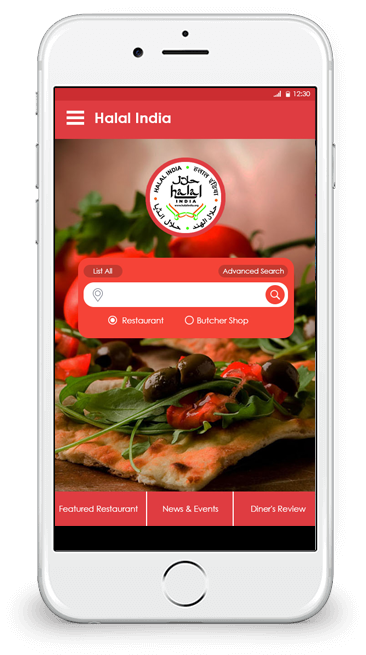 12:30
Halal India
HALAL INDIA
हलाल इंडिया
حلال
halal
INDIA
حلال الهند
List All
Advanced Search
Restaurant
Butcher Shop
Featured Restaurant
News & Events
Diner's Review